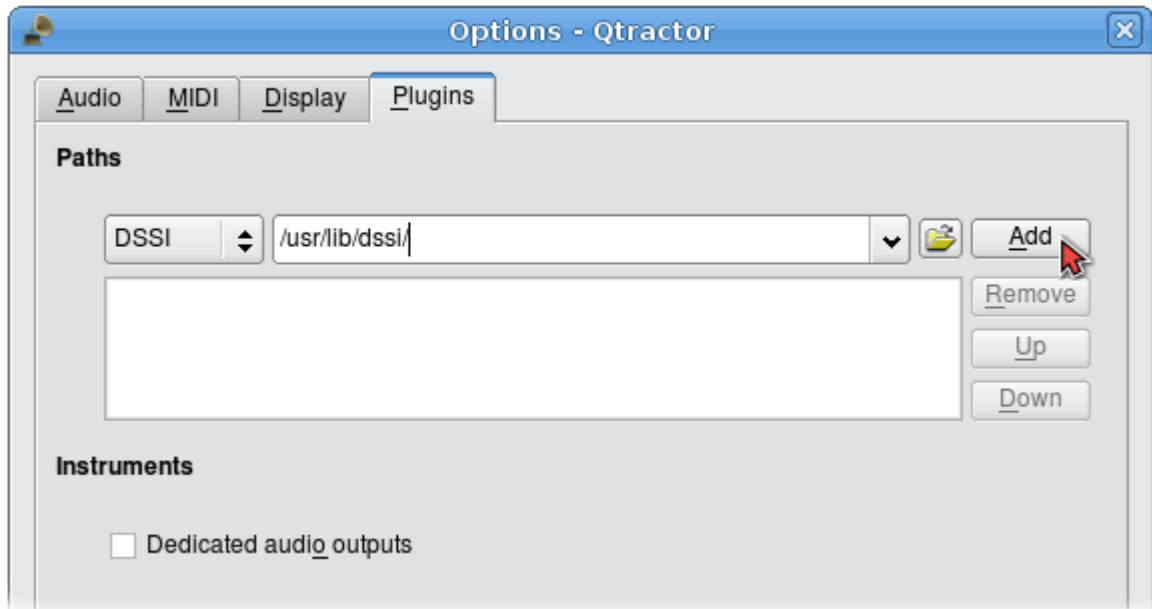 Options - Qtractor
Audio MIDI Display Plugins
Paths
DSSI /usr/lib/dssi/ Add
Remove
Up
Down
Instruments
Dedicated audio outputs